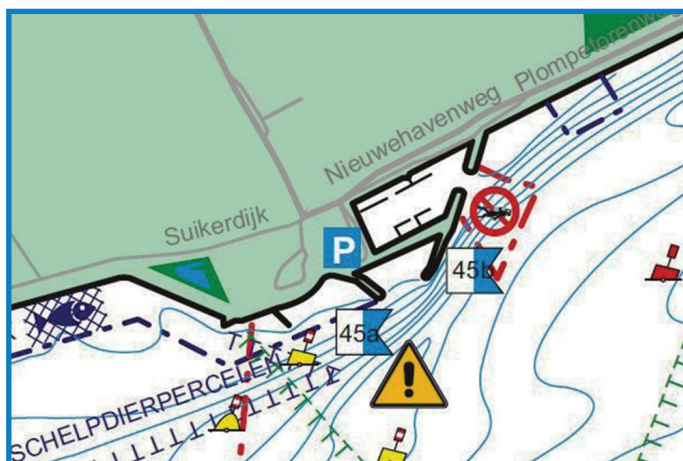 Plompetorenweg
Nieuwehavenweg
Suikerdijk
P
45b
45a
!
SCHELPDIERPERCELEN